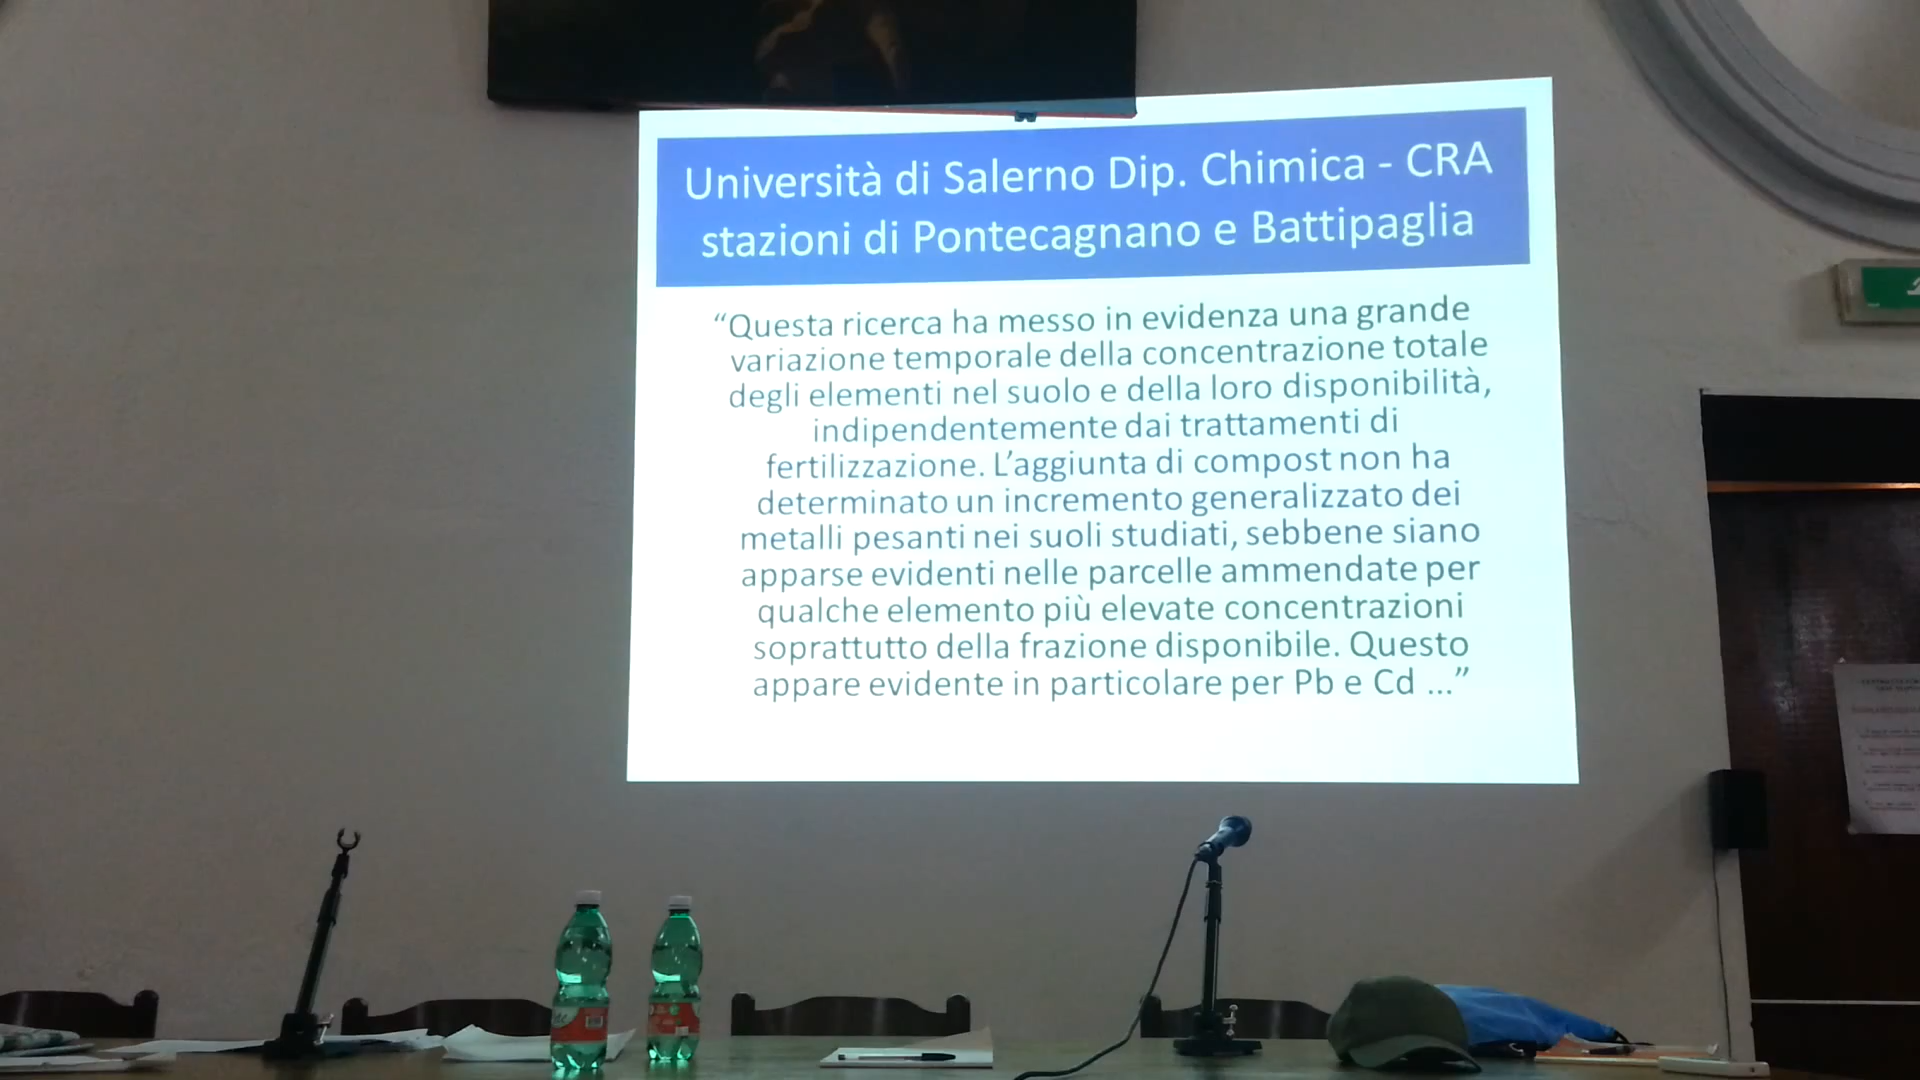 Università di Salerno Dip. Chimica - CRA
stazioni di Pontecagnano e Battipaglia
“Questa ricerca ha messo in evidenza una grande
variazione temporale della concentrazione totale
degli elementi nel suolo e della loro disponibilità,
indipendentemente dai trattamenti di
fertilizzazione. L’aggiunta di compost non ha
determinato un incremento generalizzato dei
metalli pesanti nei suoli studiati, sebbene siano
apparse evidenti nelle parcelle ammendate per
qualche elemento più elevate concentrazioni
soprattutto della frazione disponibile. Questo
appare evidente in particolare per Pb e Cd ...”